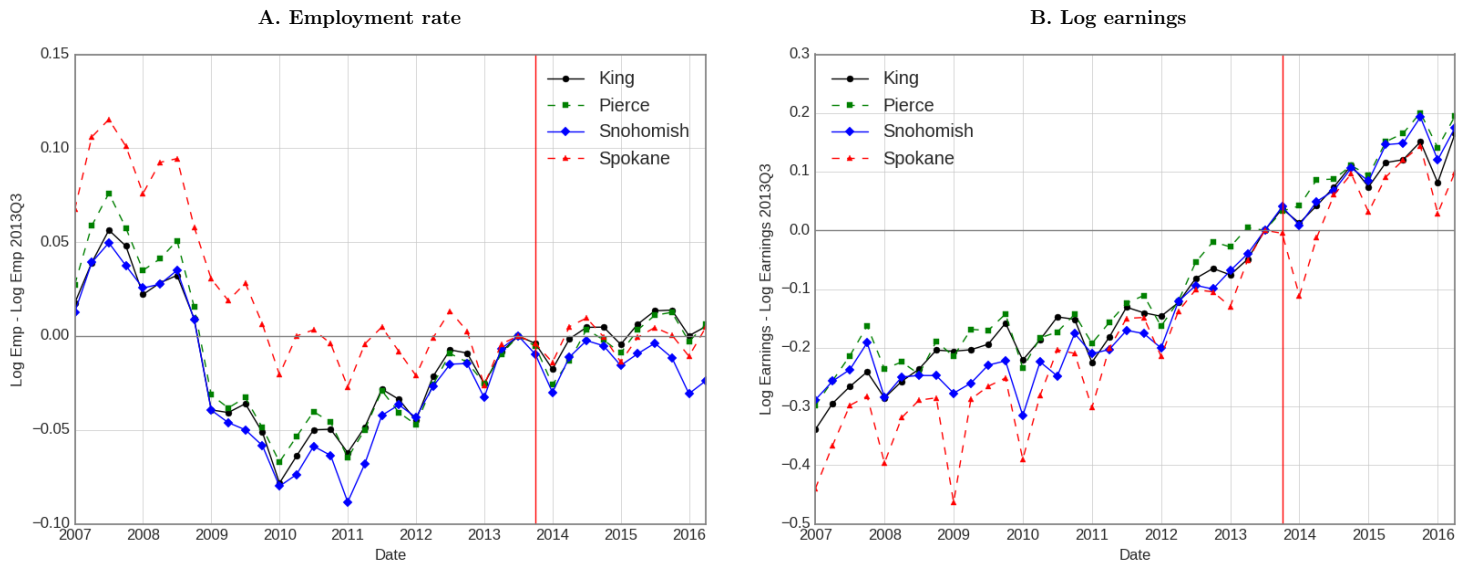 A. Employment rate
0.15
0.10
0.05
0.00
−0.05
−0.10
Log Emp - Log Emp 2013Q3
King
Pierce
Snohomish
Spokane
2007 2008 2009 2010 2011 2012 2013 2014 2015 2016
Date
B. Log earnings
0.3
0.2
0.1
0.0
−0.1
−0.2
−0.3
−0.4
−0.5
Log Earnings - Log Earnings 2013Q3
King
Pierce
Snohomish
Spokane
2007 2008 2009 2010 2011 2012 2013 2014 2015 2016
Date